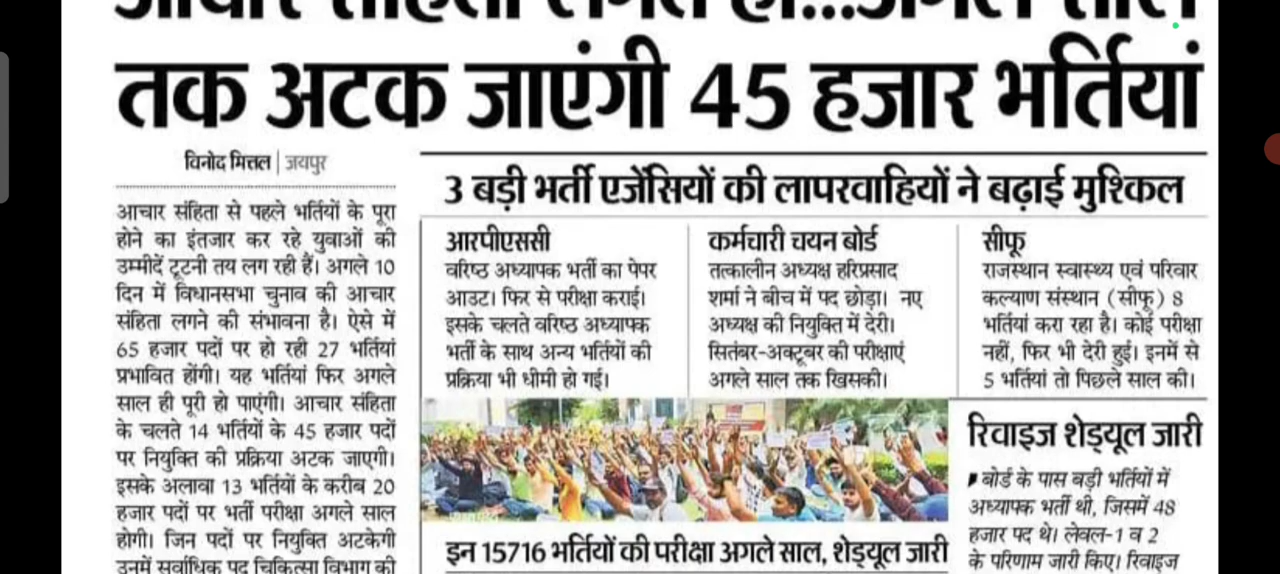 आचार संहिता लगते ही...अगले साल
तक अटक जाएंगी 45 हजार भर्तियां
विनोद मित्तल | जयपुर
आचार संहिता से पहले भर्तियों के पूरा
होने का इंतजार कर रहे युवाओं की
उम्मीदें टूटनी तय लग रही हैं। अगले 10
दिन में विधानसभा चुनाव की आचार
संहिता लगने की संभावना है। ऐसे में
65 हजार पदों पर हो रही 27 भर्तियां
प्रभावित होंगी। यह भर्तियां फिर अगले
साल ही पूरी हो पाएंगी। आचार संहिता
के चलते 14 भर्तियों के 45 हजार पदों
पर नियुक्ति की प्रक्रिया अटक जाएगी।
इसके अलावा 13 भर्तियों के करीब 20
हजार पदों पर भर्ती परीक्षा अगले साल
होगी। जिन पदों पर नियुक्ति अटकेगी
उनमें सर्वाधिक पद चिकित्सा विभाग की
3 बड़ी भर्ती एजेंसियों की लापरवाहियों ने बढ़ाई मुश्किल
आरपीएससी
वरिष्ठ अध्यापक भर्ती का पेपर
आउट। फिर से परीक्षा कराई।
इसके चलते वरिष्ठ अध्यापक
भर्ती के साथ अन्य भर्तियों की
प्रक्रिया भी धीमी हो गई।
कर्मचारी चयन बोर्ड
तत्कालीन अध्यक्ष हरिप्रसाद
शर्मा ने बीच में पद छोड़ा। नए
अध्यक्ष की नियुक्ति में देरी।
सितंबर-अक्टूबर की परीक्षाएं
अगले साल तक खिसकी।
सीफू
राजस्थान स्वास्थ्य एवं परिवार
कल्याण संस्थान (सीफू) 8
भर्तियां करा रहा है। कोई परीक्षा
नहीं, फिर भी देरी हुई। इनमें से
5 भर्तियां तो पिछले साल की।
इन 15716 भर्तियों की परीक्षा अगले साल, शेड्यूल जारी
रिवाइज शेड्यूल जारी
बोर्ड के पास बड़ी भर्तियों में
अध्यापक भर्ती थी, जिसमें 48
हजार पद थे। लेवल-1 व 2
के परिणाम जारी किए। रिवाइज